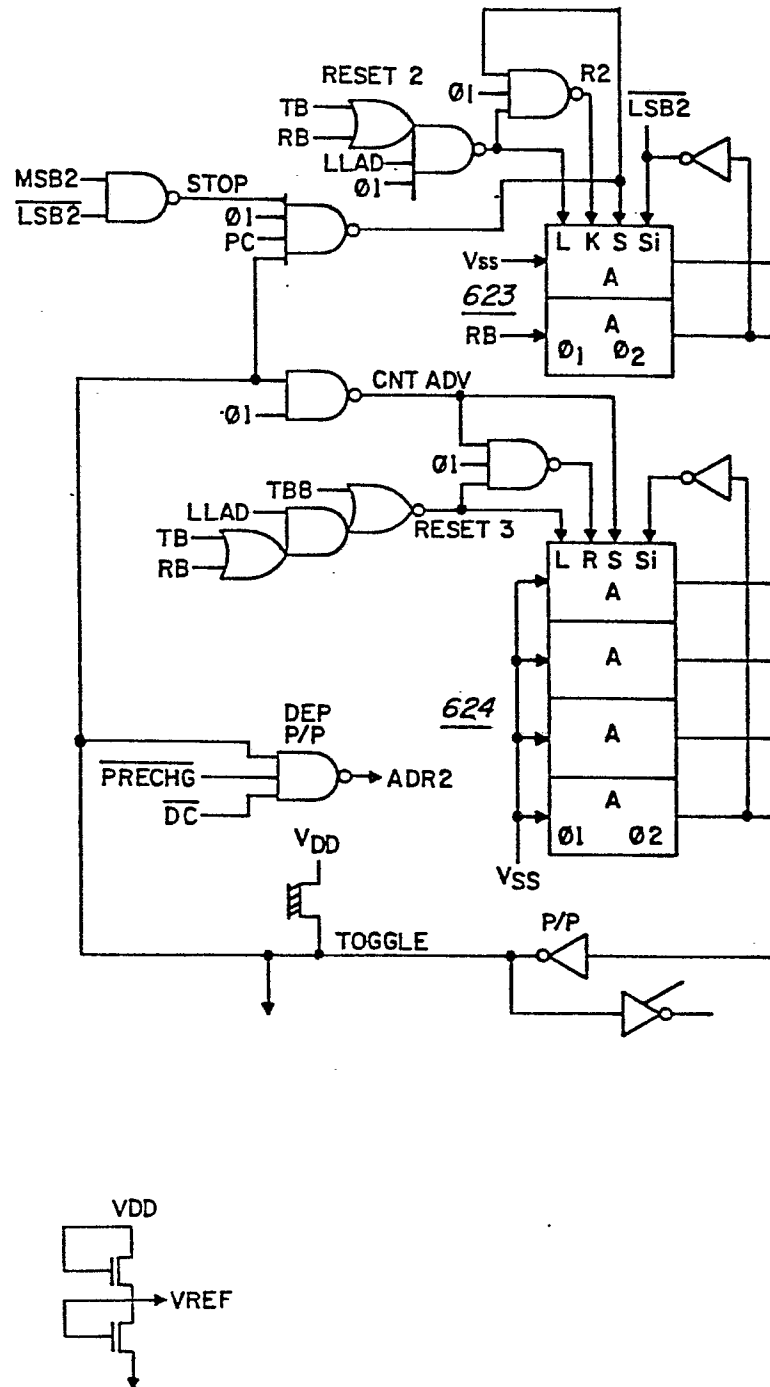 RESET 2
R2
TB
Ø1
LSB2
RB
LLAD
Ø1
MSB2
STOP
LSB2
Ø1
PC
L K S Si
Vss
A
623
RB
A
Ø1 Ø2
CNT ADV
Ø1
Ø1
TBB
LLAD
TB
RESET 3
RB
L R S Si
A
A
624
A
A
Ø1 Ø2
VSS
DEP
P/P
PRECHG
ADR2
DC
VDD
P/P
TOGGLE
VDD
VREF